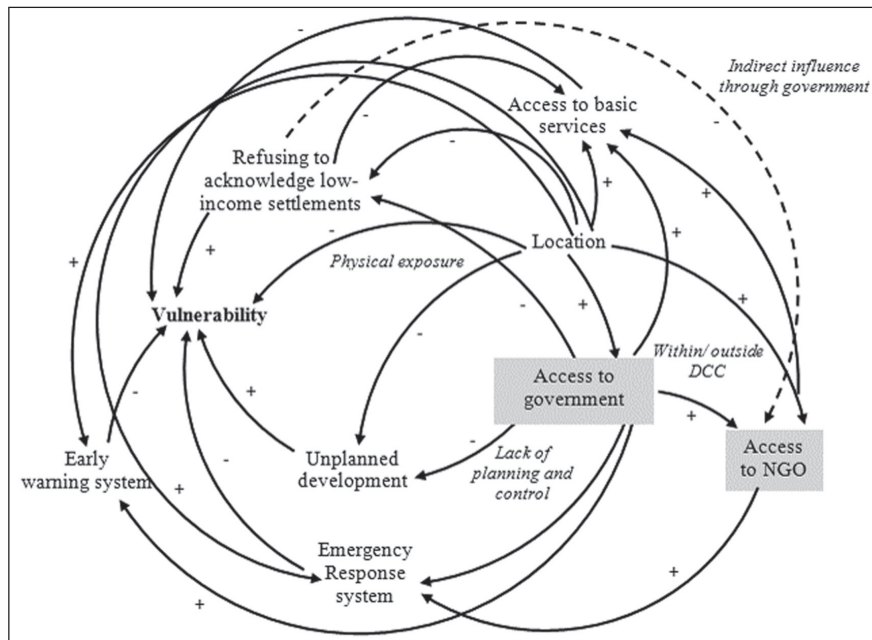 Indirect influence
through government
Access to basic
services
Refusing to
acknowledge low-
income settlements
Location
Physical exposure
Vulnerability
Within/ outside
DCC
Access to
government
Access
to NGO
Early
warning system
Unplanned
development
Lack of
planning and
control
Emergency
Response
system
-
-
-
-
+
+
+
+
-
+
-
+
+
-
-
+
-
+
-
-
+
+
+